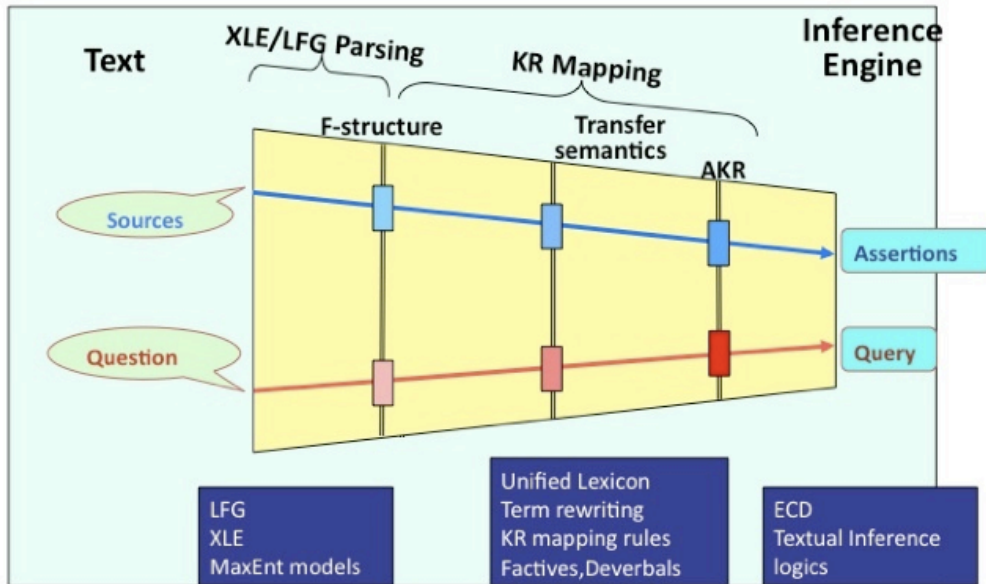 Text
XLE/LFG Parsing
KR Mapping
Inference
Engine
F-structure
Transfer
semantics
AKR
Sources
Assertions
Question
Query
LFG
XLE
MaxEnt models
Unified Lexicon
Term rewriting
KR mapping rules
Factives,Deverbals
ECD
Textual Inference
logics